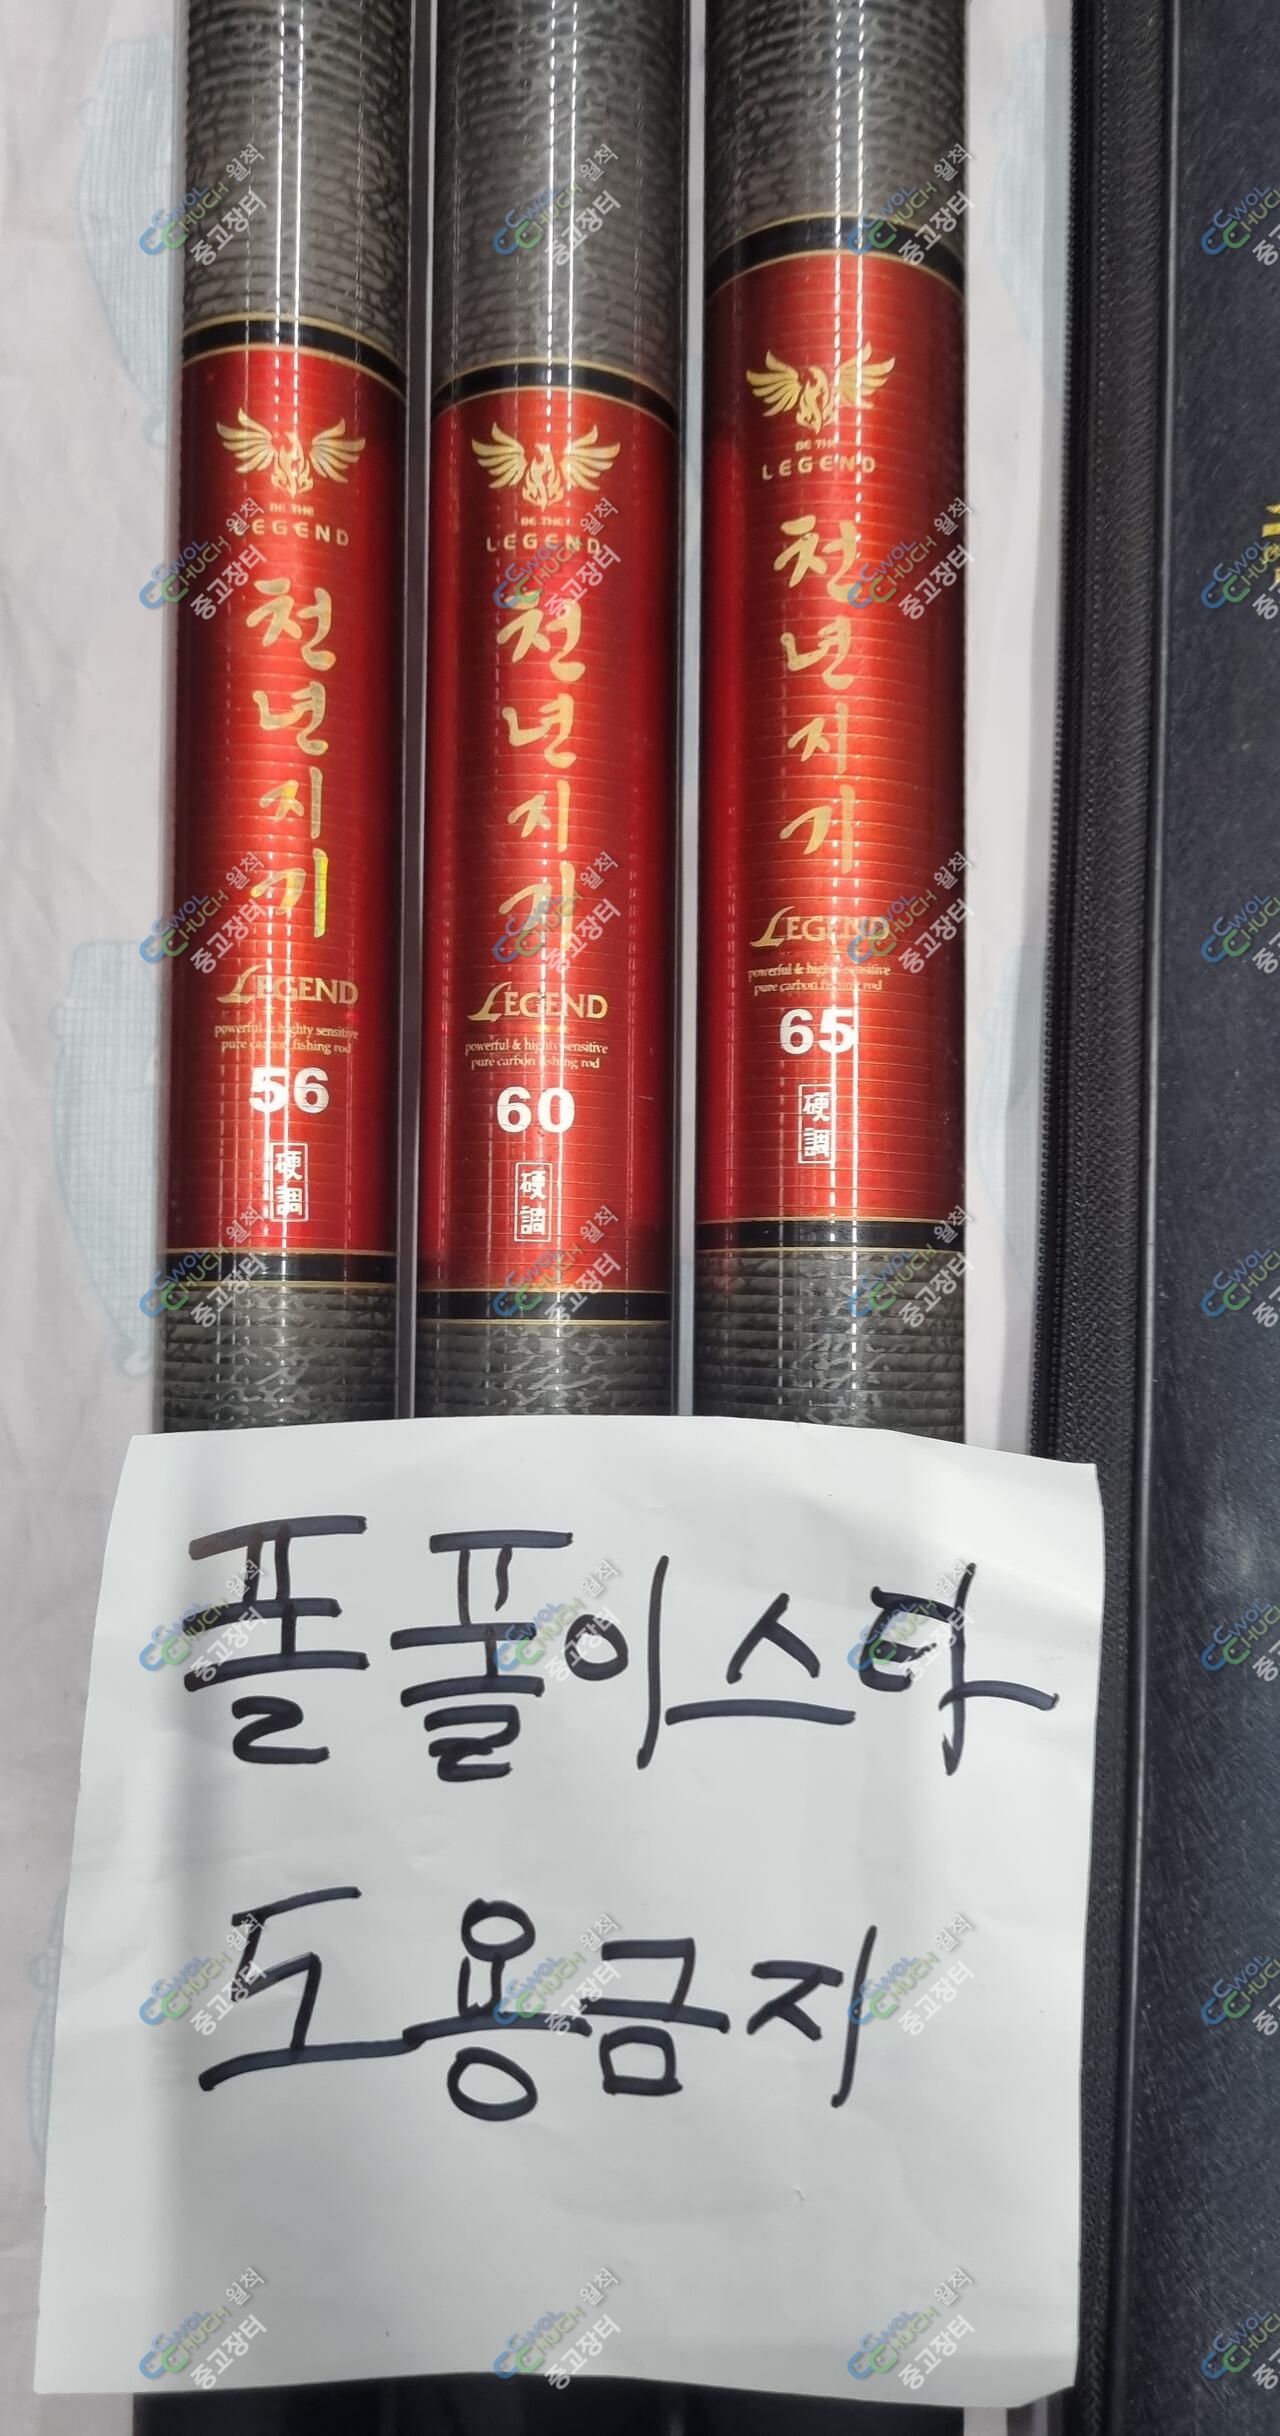 BE THE
LEGEND
천년지기
LEGEND
powerful & highly sensitive
pure carbon fishing rod
56
硬調
BE THE
LEGEND
천년지기
LEGEND
powerful & highly sensitive
pure carbon fishing rod
60
硬調
BE THE
LEGEND
천년지기
LEGEND
powerful & highly sensitive
pure carbon fishing rod
65
硬調
폴폴이스타
도용금지
WOLCHUCK 월척
중고장터